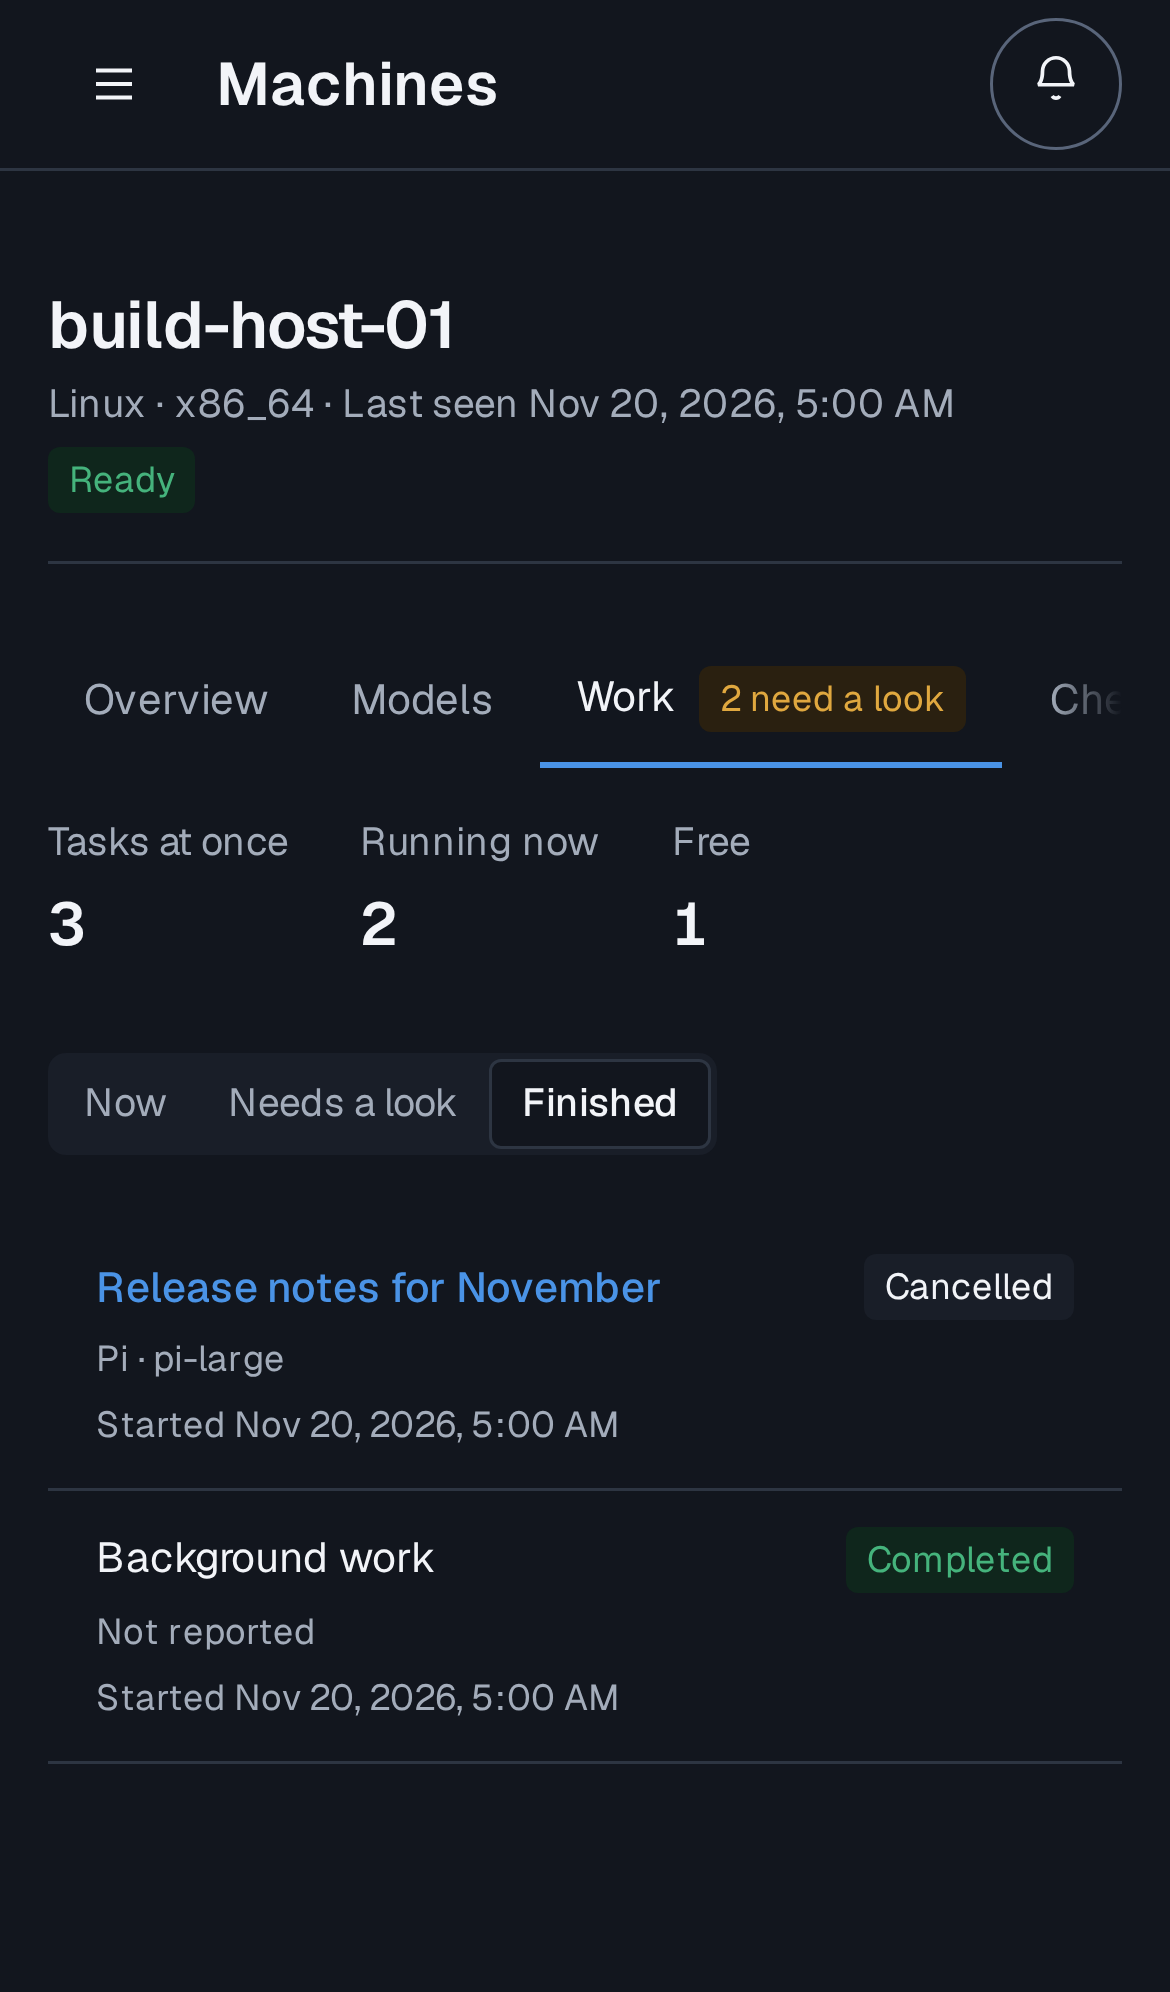 Machines
build-host-01
Linux · x86_64 · Last seen Nov 20, 2026, 5:00 AM
Ready
Overview Models Work 2 need a look
Tasks at once Running now Free
3 2 1
Now Needs a look Finished
Release notes for November Cancelled
Pi · pi-large
Started Nov 20, 2026, 5:00 AM
Background work Completed
Not reported
Started Nov 20, 2026, 5:00 AM